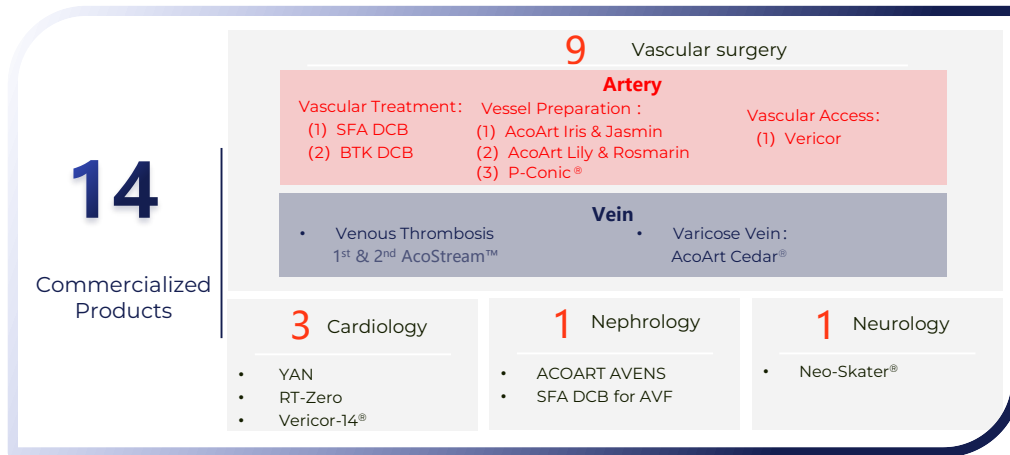 14
Commercialized
Products
9 Vascular surgery
Artery
Vascular Treatment:
(1) SFA DCB
(2) BTK DCB
Vessel Preparation :
(1) AcoArt Iris & Jasmin
(2) AcoArt Lily & Rosmarin
(3) P-Conic®
Vascular Access:
(1) Vericor
Vein
• Venous Thrombosis
1st & 2nd AcoStream™
• Varicose Vein:
AcoArt Cedar®
3 Cardiology
• YAN
• RT-Zero
• Vericor-14®
1 Nephrology
• ACOART AVENS
• SFA DCB for AVF
1 Neurology
• Neo-Skater®